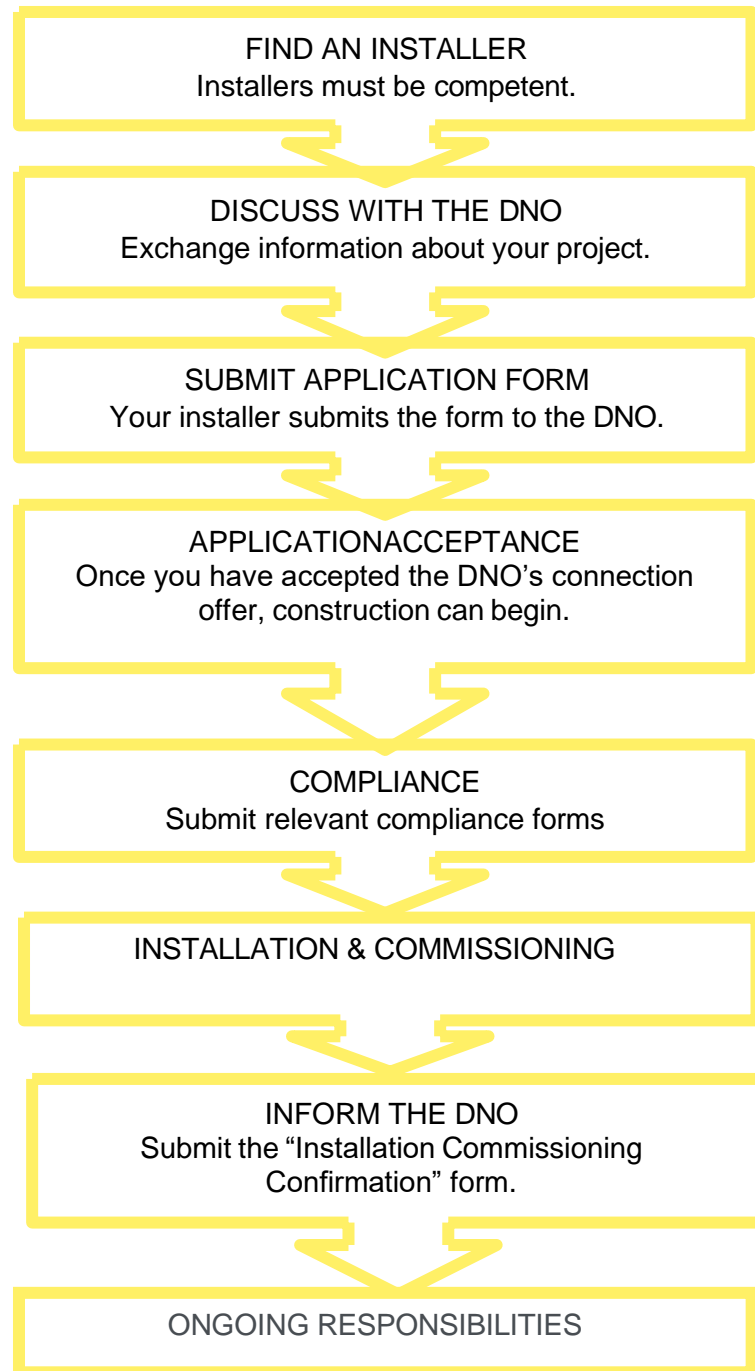 FIND AN INSTALLER
Installers must be competent.
DISCUSS WITH THE DNO
Exchange information about your project.
SUBMIT APPLICATION FORM
Your installer submits the form to the DNO.
APPLICATIONACCEPTANCE
Once you have accepted the DNO’s connection
offer, construction can begin.
COMPLIANCE
Submit relevant compliance forms
INSTALLATION & COMMISSIONING
INFORM THE DNO
Submit the “Installation Commissioning
Confirmation” form.
ONGOING RESPONSIBILITIES